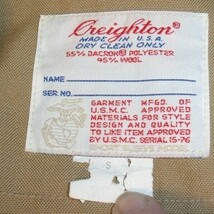 Creighton®
MADE IN U.S.A.
DRY CLEAN ONLY
55% DACRON® POLYESTER
45% WOOL
NAME
SER. NO.
GARMENT MFGD. OF
U.S.M.C. APPROVED
MATERIALS FOR STYLE
DESIGN AND QUALITY
TO LIKE ITEM APPROVED
BY U.S.M.C. SERIAL 15-76
S